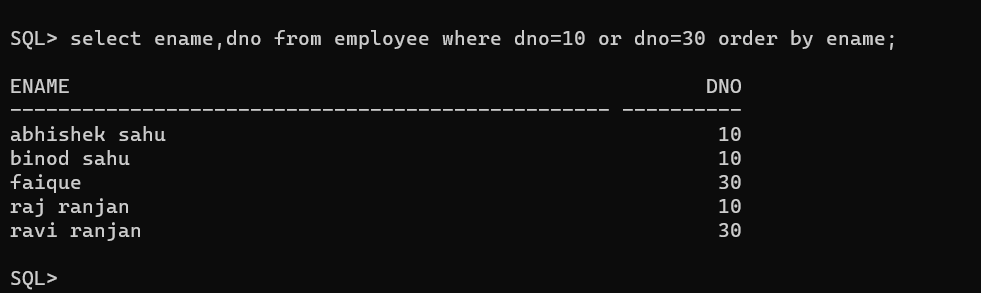 SQL> select ename,dno from employee where dno=10 or dno=30 order by ename;
ENAME                                                     DNO
-------------------------------------------------- ----------
abhishek sahu                                              10
binod sahu                                                 10
faique                                                     30
raj ranjan                                                 10
ravi ranjan                                                30
SQL>